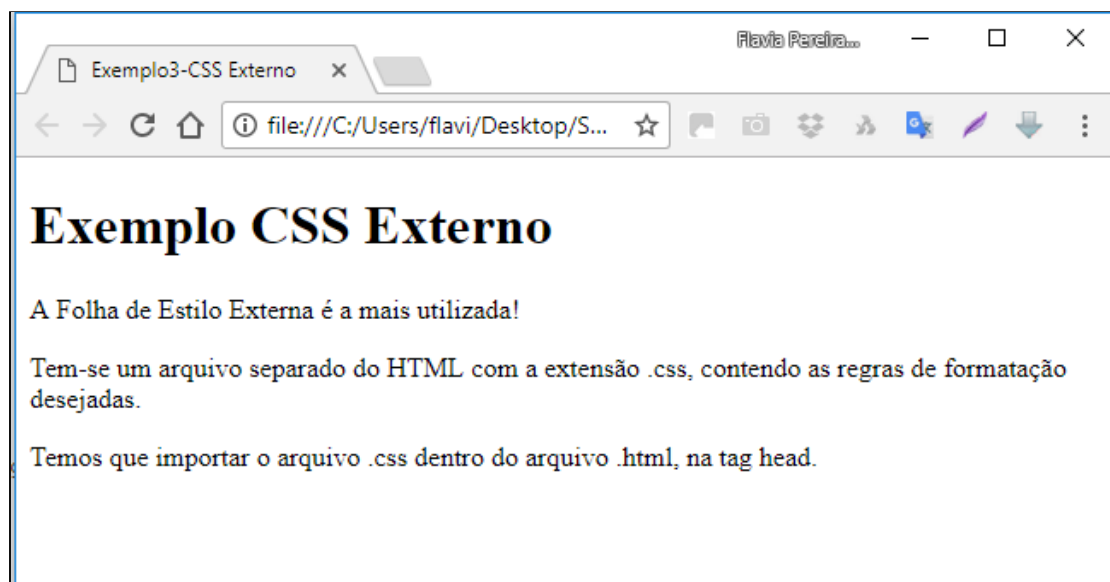 Flavia Pereira...
Exemplo3-CSS Externo
file:///C:/Users/flavi/Desktop/S...
Exemplo CSS Externo
A Folha de Estilo Externa é a mais utilizada!
Tem-se um arquivo separado do HTML com a extensão .css, contendo as regras de formatação
desejadas.
Temos que importar o arquivo .css dentro do arquivo .html, na tag head.